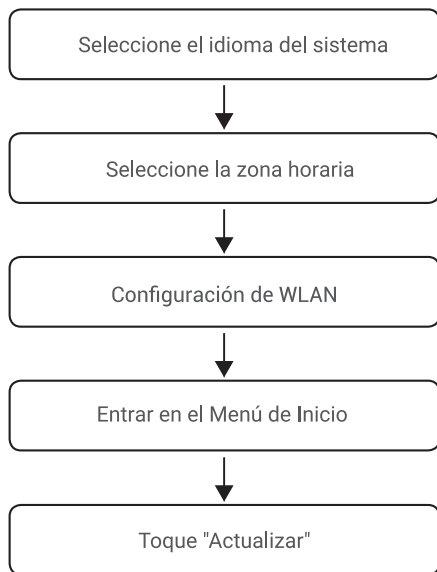 Seleccione el idioma del sistema
Seleccione la zona horaria
Configuración de WLAN
Entrar en el Menú de Inicio
Toque "Actualizar"